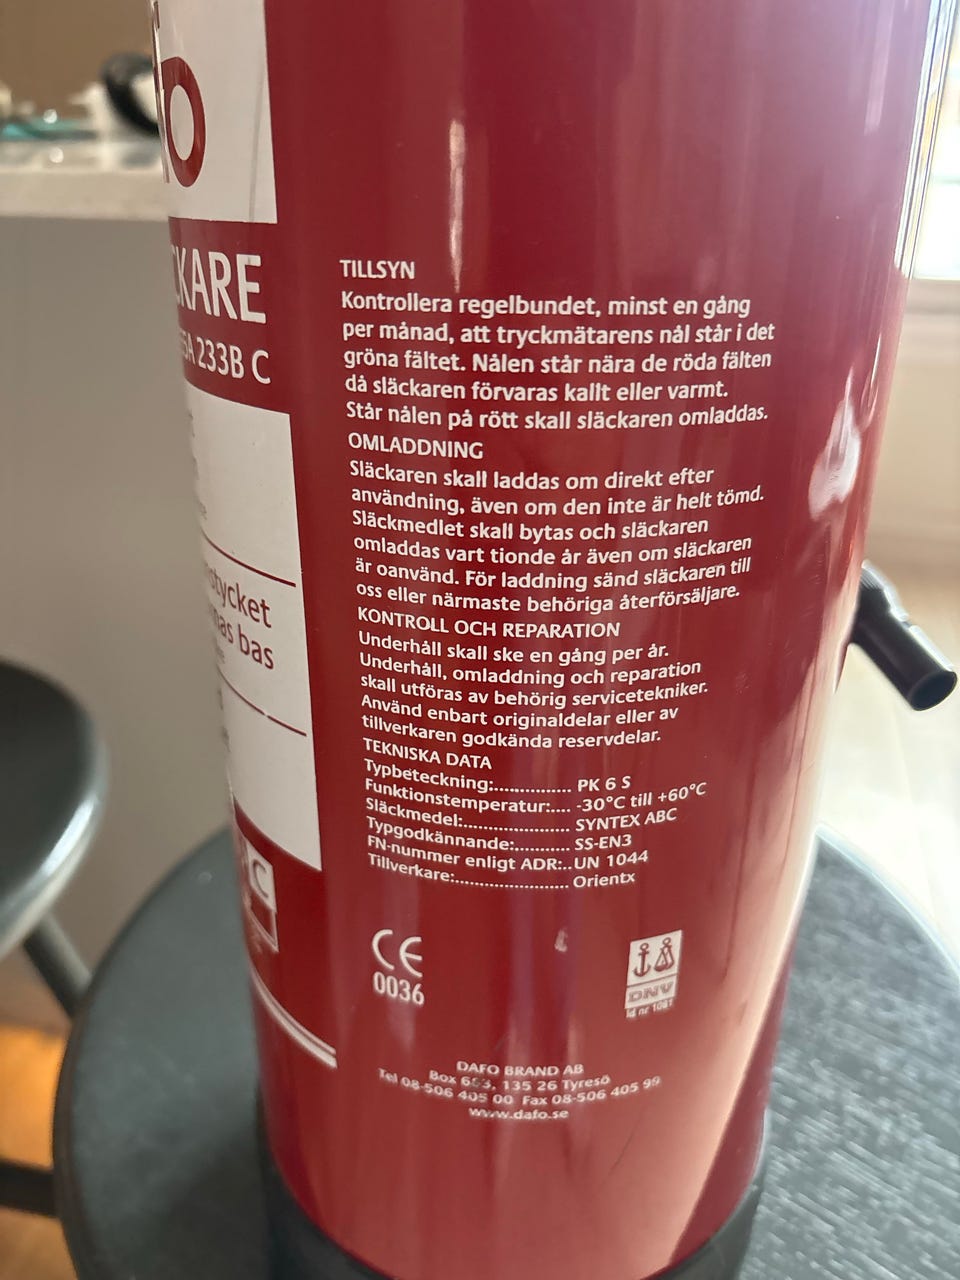 TILLSYN
Kontrollera regelbundet, minst en gång
per månad, att tryckmätarens nål står i det
gröna fältet. Nålen står nära de röda fälten
då släckaren förvaras kallt eller varmt.
Står nålen på rött skall släckaren omladdas.
OMLADDNING
Släckaren skall laddas om direkt efter
användning, även om den inte är helt tömd.
Släckmedlet skall bytas och släckaren
omladdas vart tionde år även om släckaren
är oanvänd. För laddning sänd släckaren till
oss eller närmaste behöriga återförsäljare.
KONTROLL OCH REPARATION
Underhåll skall ske en gång per år.
Underhåll, omladdning och reparation
skall utföras av behörig servicetekniker.
Använd enbart originaldelar eller av
tillverkaren godkända reservdelar.
TEKNISKA DATA
Typbeteckning:............... PK 6 S
Funktionstemperatur:.... -30°C till +60°C
Släckmedel:..................... SYNTEX ABC
Typgodkännande:........... SS-EN3
FN-nummer enligt ADR:..UN 1044
Tillverkare:...................... Orientx
CE
0036
DNV
Id nr
DAFO BRAND AB
Box 135 26 Tyresö
Tel 08-506 405 00 Fax 08-506 405 99
www.dafo.se
CKARE
233B C
stycket
bas
C